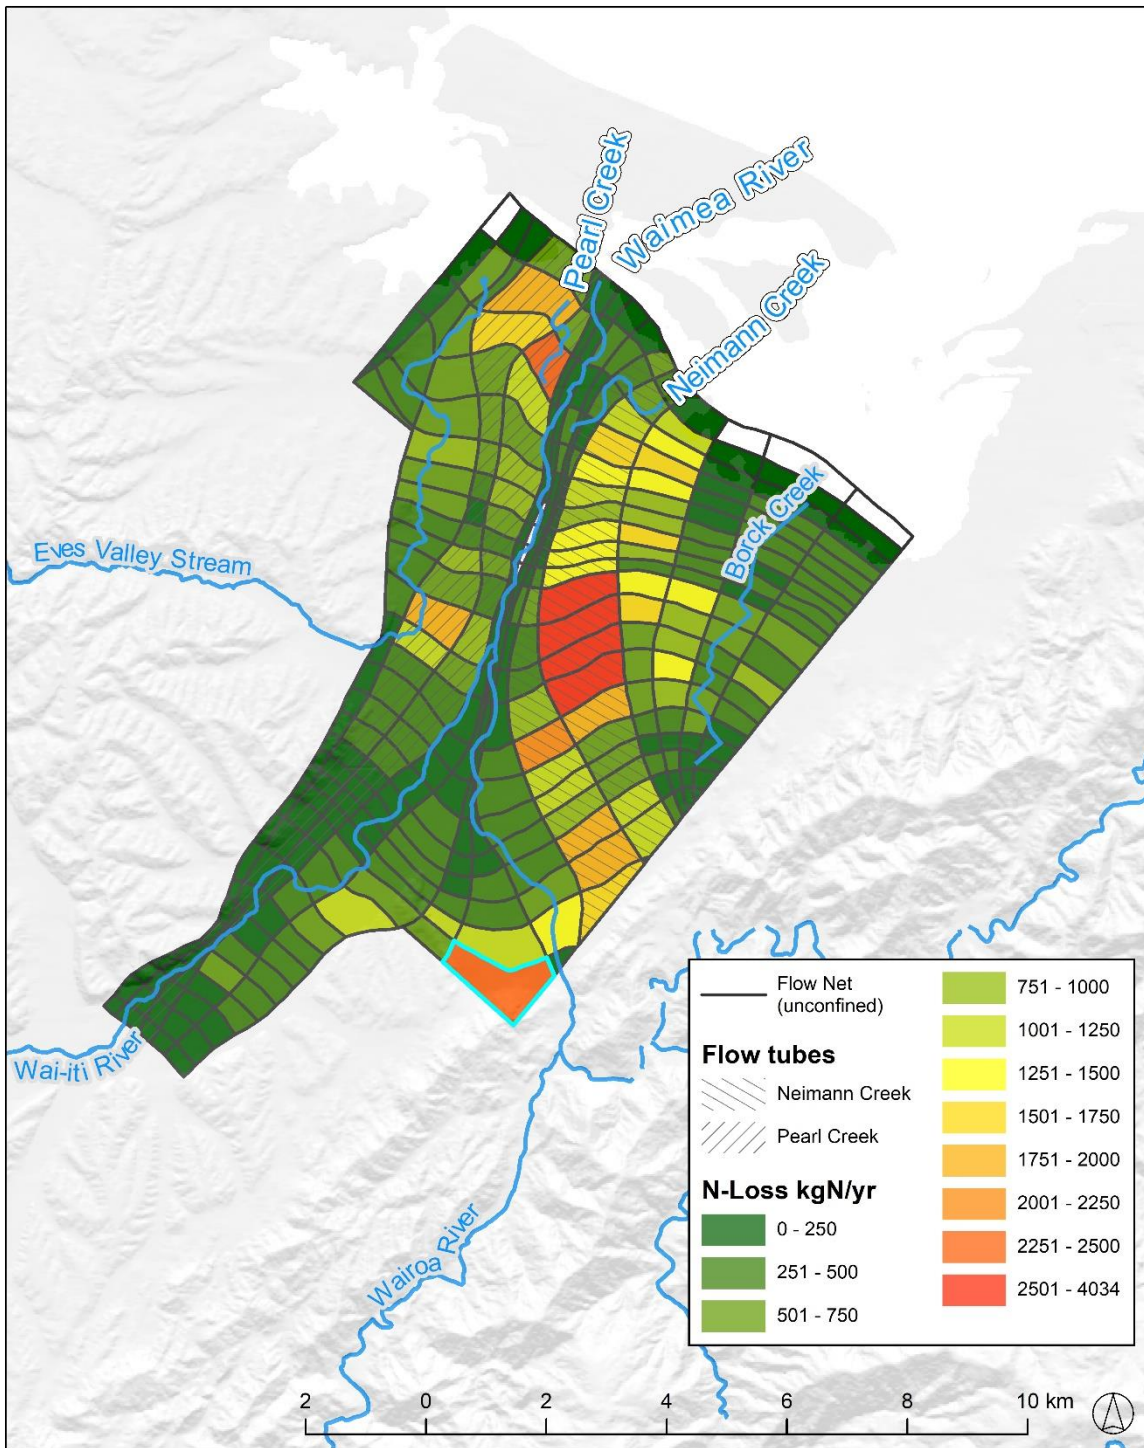 Pearl Creek
Waimea River
Neimann Creek
Borck Creek
Eves Valley Stream
Wai-iti River
Wairoa River
Flow Net
(unconfined)
Flow tubes
Neimann Creek
Pearl Creek
N-Loss kgN/yr
0 - 250
251 - 500
501 - 750
751 - 1000
1001 - 1250
1251 - 1500
1501 - 1750
1751 - 2000
2001 - 2250
2251 - 2500
2501 - 4034
2 0 2 4 6 8 10 km